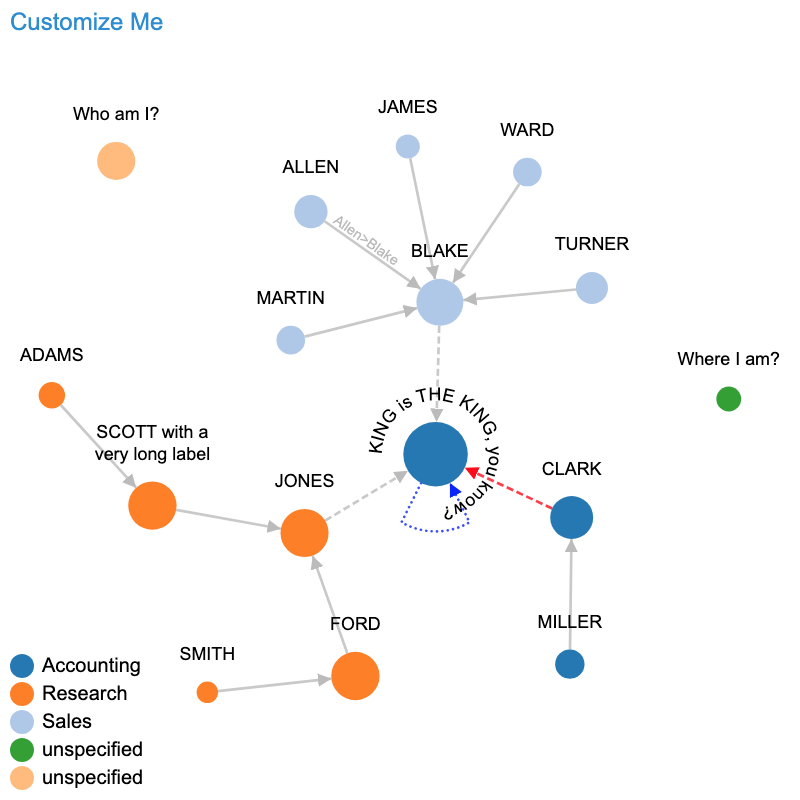 Customize Me
Who am I?
JAMES
WARD
ALLEN
Allen>Blake
BLAKE
TURNER
MARTIN
ADAMS
Where I am?
KING is THE KING, you know?
SCOTT with a
very long label
JONES
CLARK
FORD
MILLER
SMITH
Accounting
Research
Sales
unspecified
unspecified